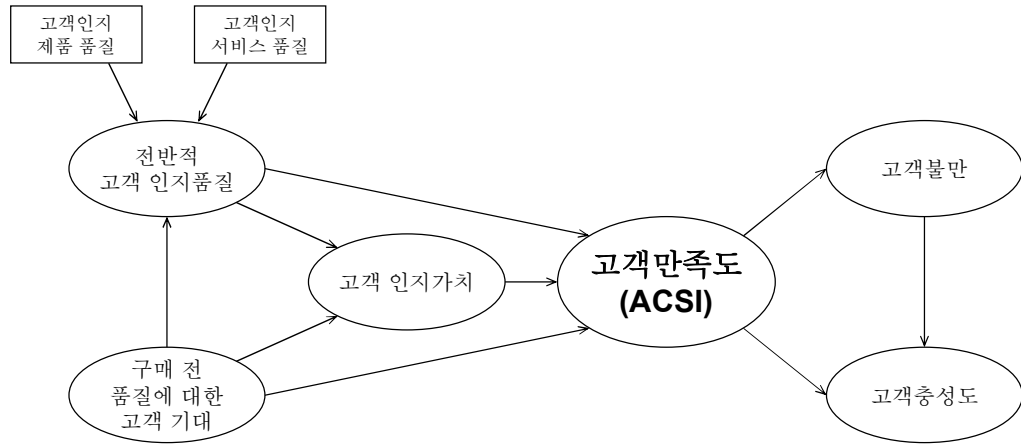 고객인지
제품 품질
고객인지
서비스 품질
전반적
고객 인지품질
고객불만
고객 인지가치
고객만족도
(ACSI)
구매 전
품질에 대한
고객 기대
고객충성도